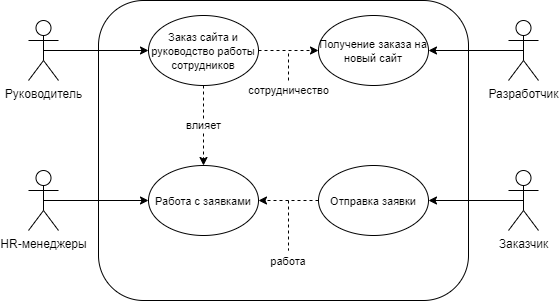 Заказ сайта и
руководство работы
сотрудников
Получение заказа на
новый сайт
Руководитель
сотрудничество
Разработчик
влияет
Работа с заявками
Отправка заявки
HR-менеджеры
Заказчик
работа